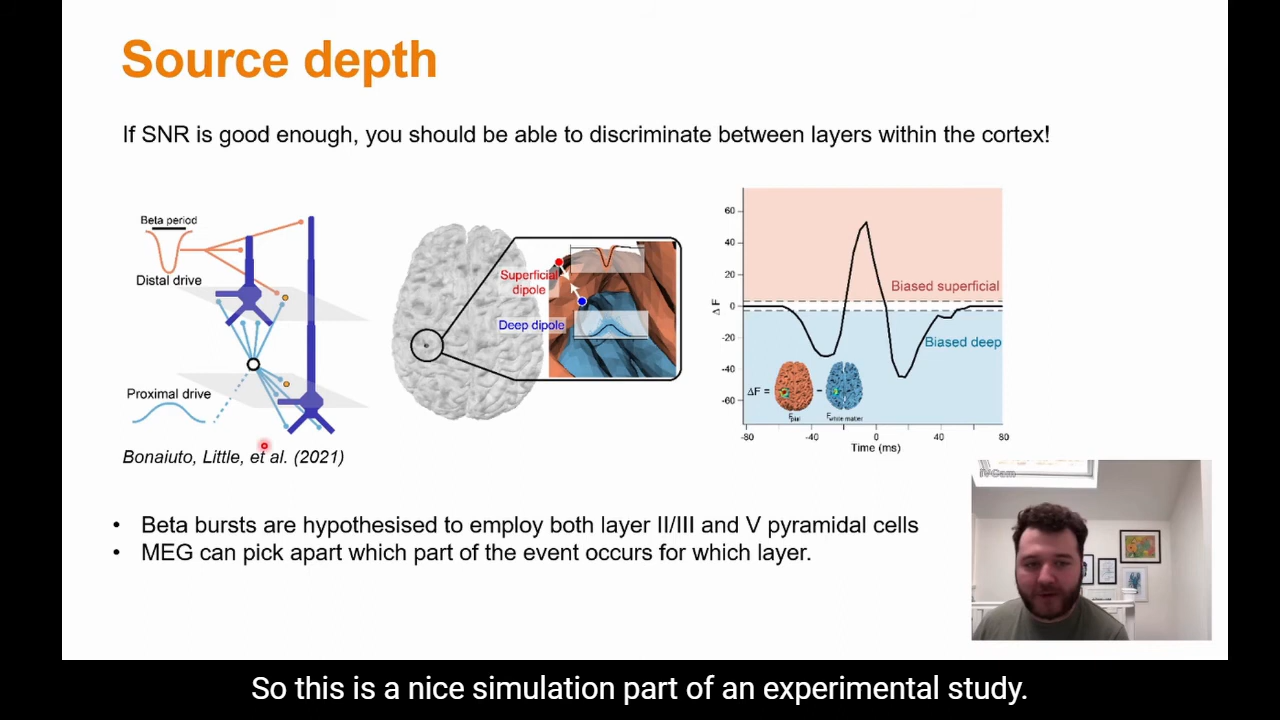 Source depth
If SNR is good enough, you should be able to discriminate between layers within the cortex!
Beta period
Distal drive
Proximal drive
Bonaiuto, Little, et al. (2021)
Superficial
dipole
Deep dipole
60
40
20
0
-20
-40
-60
ΔF
Biased superficial
Biased deep
ΔF = F pial - F white matter
-80 -40 0 40 80
Time (ms)
• Beta bursts are hypothesised to employ both layer II/III and V pyramidal cells
• MEG can pick apart which part of the event occurs for which layer.
So this is a nice simulation part of an experimental study.